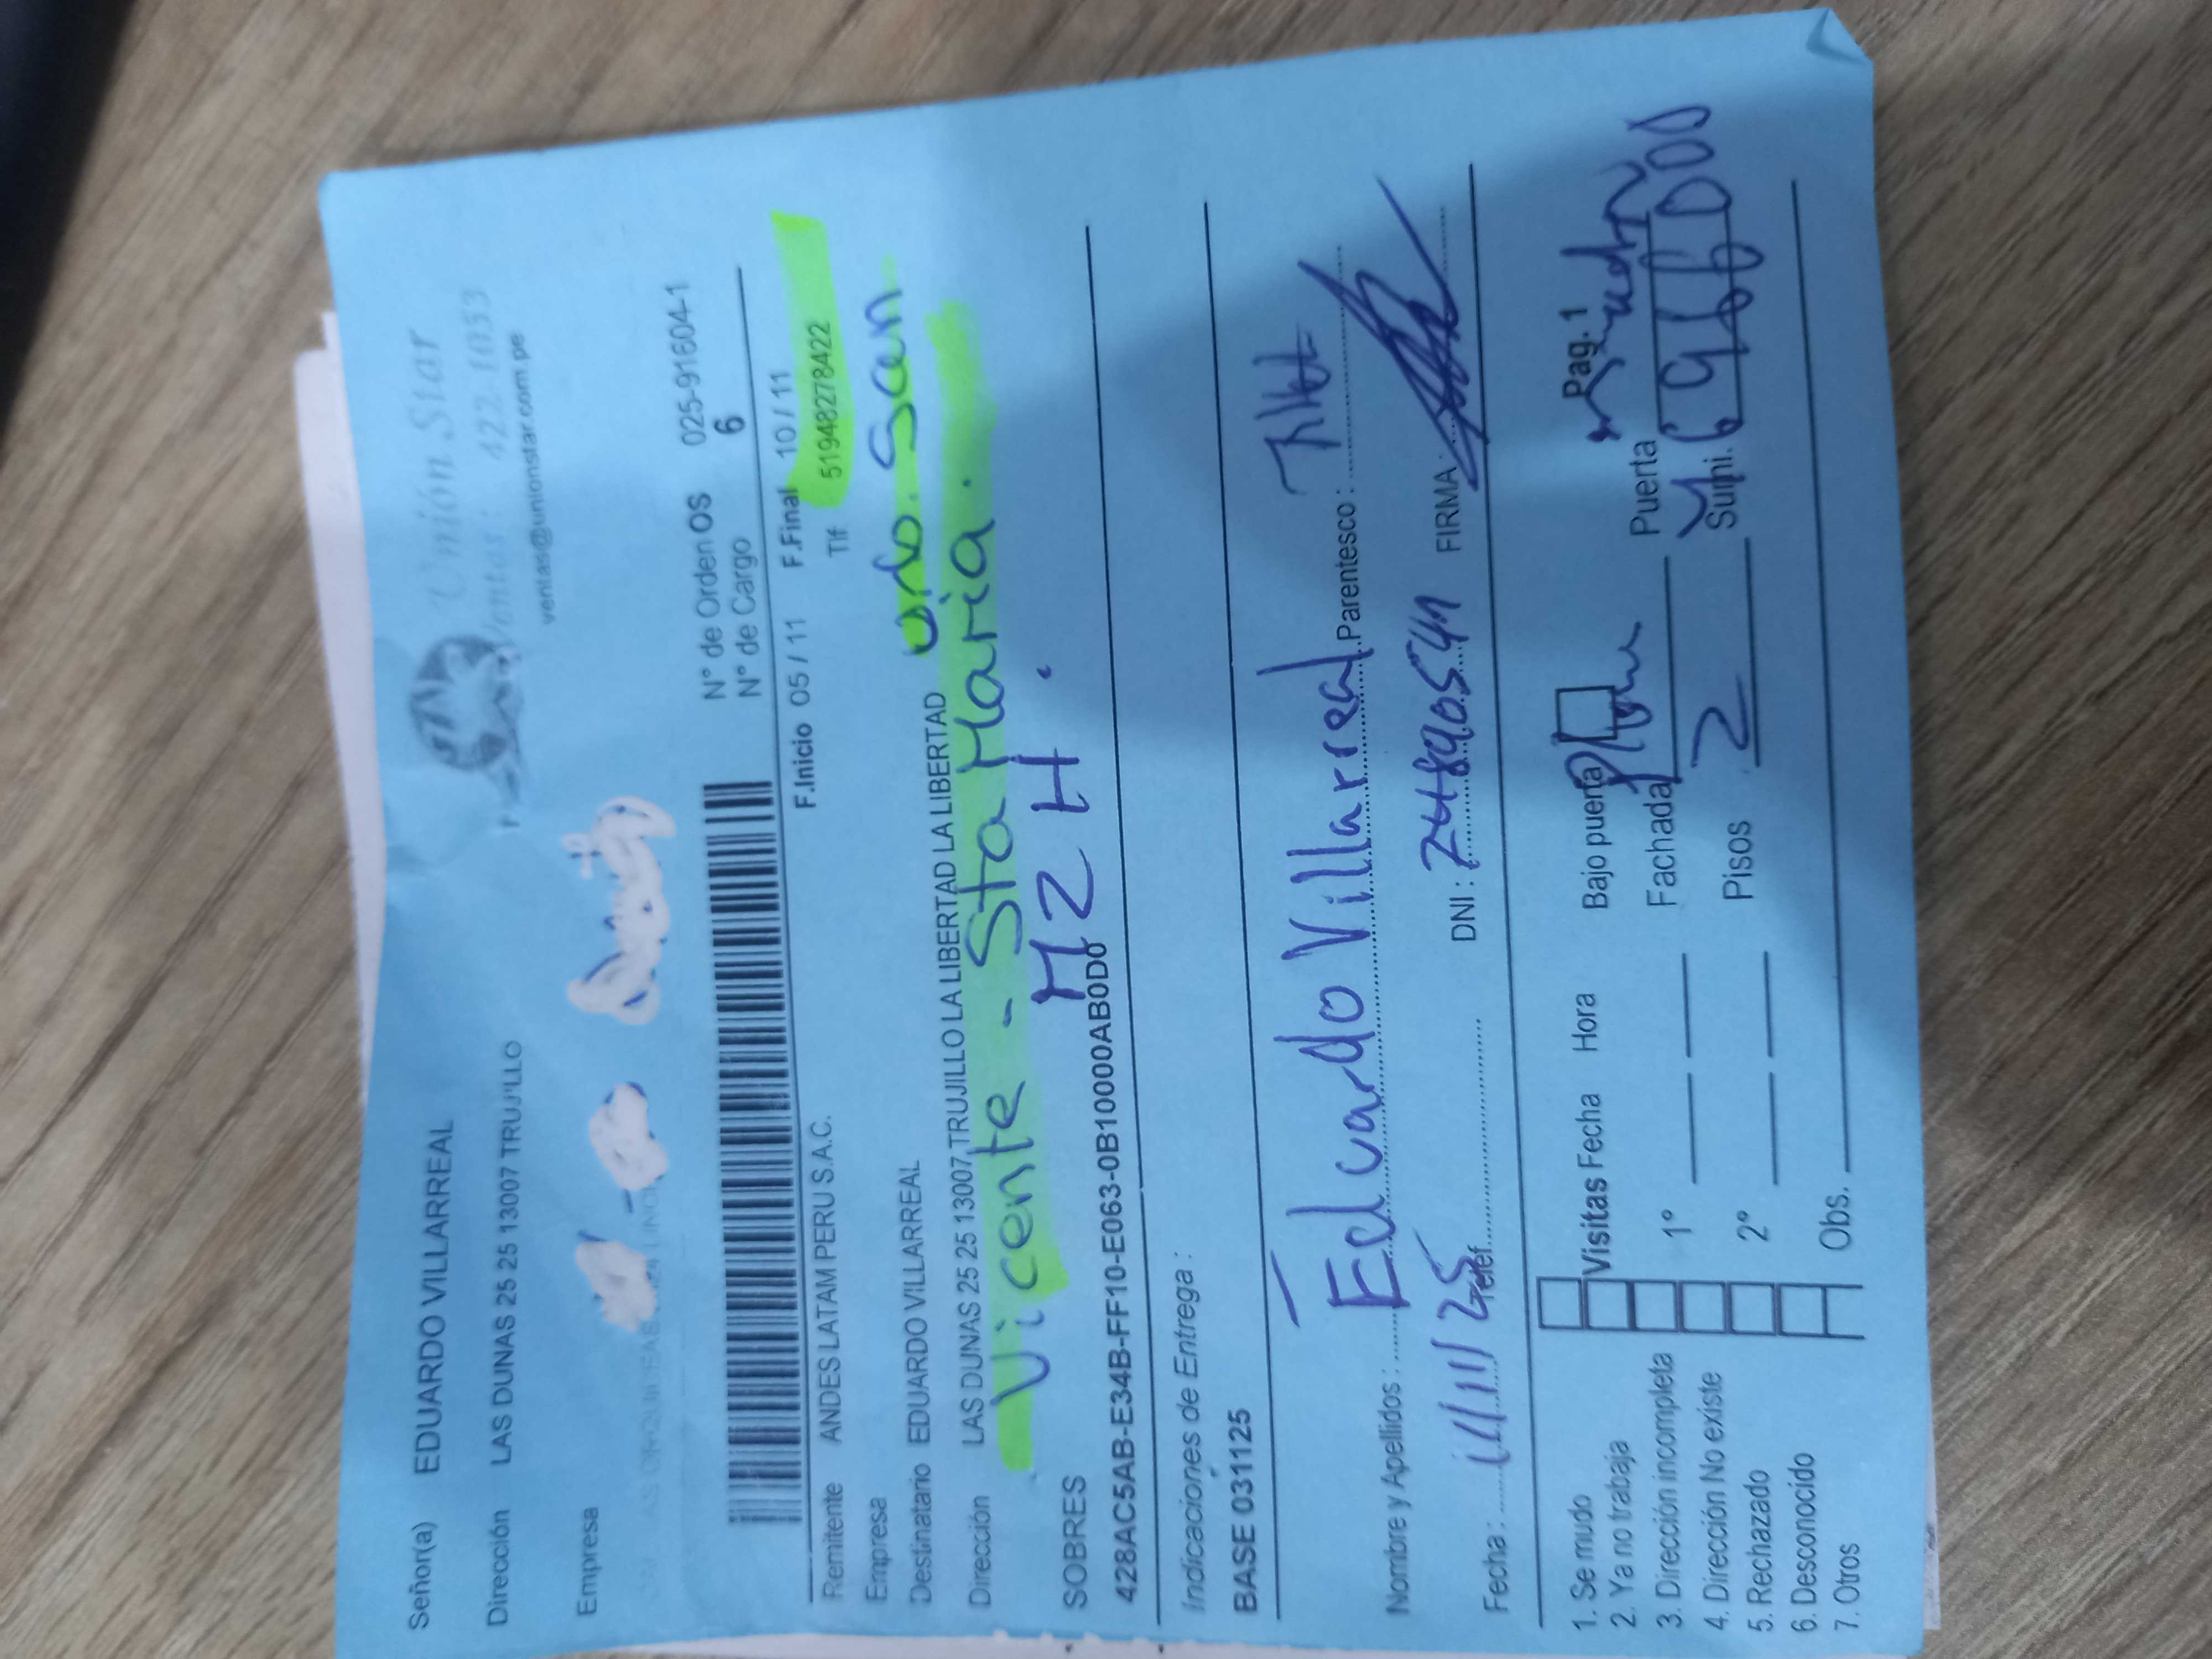 Señor(a) EDUARDO VILLARREAL
Unión Star
Ventas: 422-1053
ventas@unionstar.com.pe
Dirección LAS DUNAS 25 25 13007 TRUJILLO
Empresa
N° de Orden OS 025-91604-1
N° de Cargo 6
F.Inicio 05 / 11 F.Final 10 / 11
Remitente ANDES LATAM PERU S.A.C.
Tlf 51948278422
Empresa
Destinatario EDUARDO VILLARREAL
Dirección LAS DUNAS 25 25 13007 TRUJILLO LA LIBERTAD LA LIBERTAD LA LIBERTAD
Urb. San
Vicente - Sta Maria.
MZ H.
SOBRES
428AC5AB-E34B-FF10-E063-0B10000AB0D0
Indicaciones de Entrega :
BASE 031125
Nombre y Apellidos : Eduardo Villarreal Parentesco :
Fecha : 11/11/25 Telef. DNI : FIRMA :
Pag. 1
1. Se mudo
2. Ya no trabaja
3. Dirección incompleta
4. Dirección No existe
5. Rechazado
6. Desconocido
7. Otros
Visitas Fecha Hora
1°
2°
Obs.
Bajo puerta
Fachada Puerta
Pisos 2 Sumi.